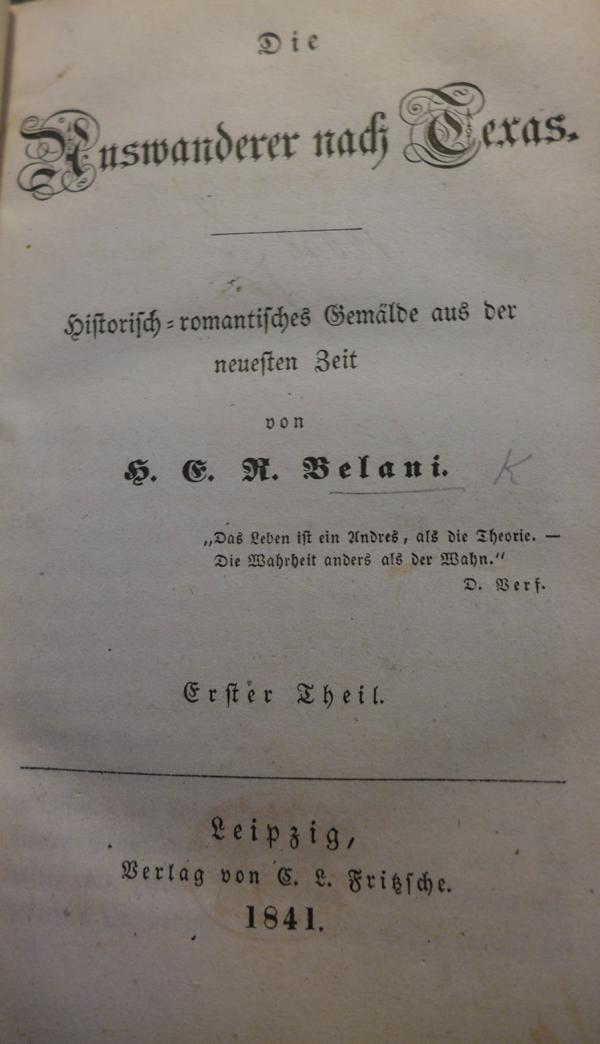 Die
Auswanderer nach Texas.
Historisch-romantisches Gemälde aus der
neuesten Zeit
von
H. E. R. Belani.
K
„Das Leben ist ein Andres, als die Theorie. —
Die Wahrheit anders als der Wahn.“
D. Verf.
Erster Theil.
Leipzig,
Verlag von C. L. Fritzsche.
1841.